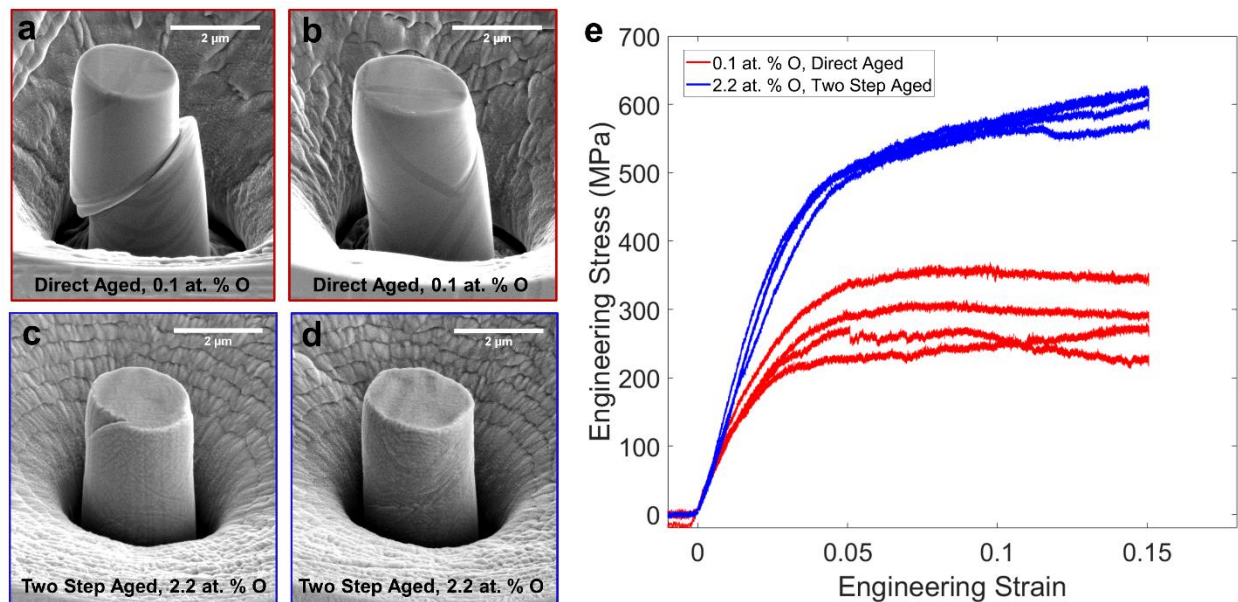 a
2 μm
Direct Aged, 0.1 at. % O
b
2 μm
Direct Aged, 0.1 at. % O
c
2 μm
Two Step Aged, 2.2 at. % O
d
2 μm
Two Step Aged, 2.2 at. % O
e
700
600
500
400
300
200
100
0
Engineering Stress (MPa)
0.1 at. % O, Direct Aged
2.2 at. % O, Two Step Aged
0
0.05
0.1
0.15
Engineering Strain